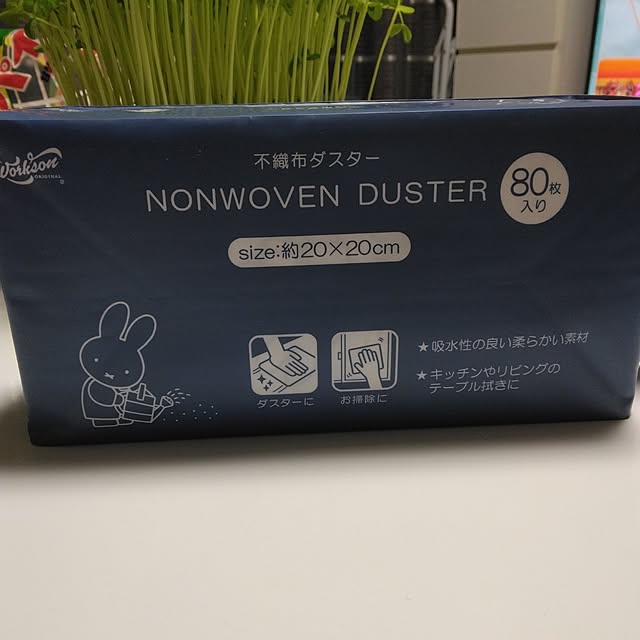 Workson
ORIGINAL
不織布ダスター
NONWOVEN DUSTER
80枚
入り
size:約20×20cm
ダスターに
お掃除に
★吸水性の良い柔らかい素材
★キッチンやリビングの
テーブル拭きに